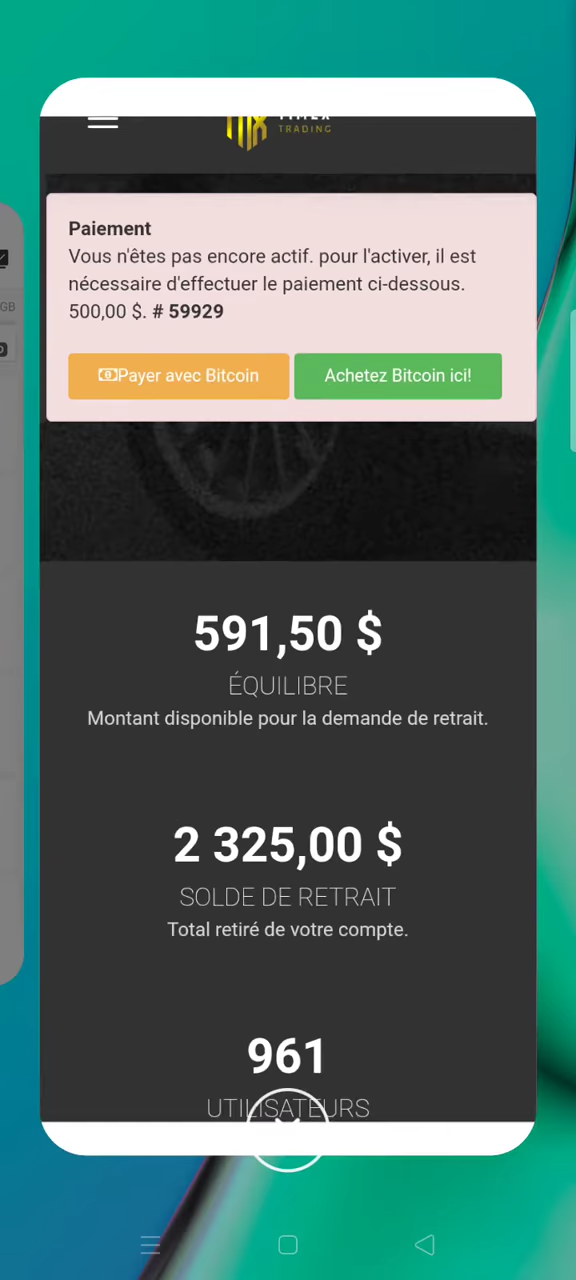 TRADING
Paiement
Vous n'êtes pas encore actif. pour l'activer, il est
nécessaire d'effectuer le paiement ci-dessous.
500,00 $. # 59929
Payer avec Bitcoin
Achetez Bitcoin ici!
591,50 $
ÉQUILIBRE
Montant disponible pour la demande de retrait.
2 325,00 $
SOLDE DE RETRAIT
Total retiré de votre compte.
961
UTILISATEURS
GB